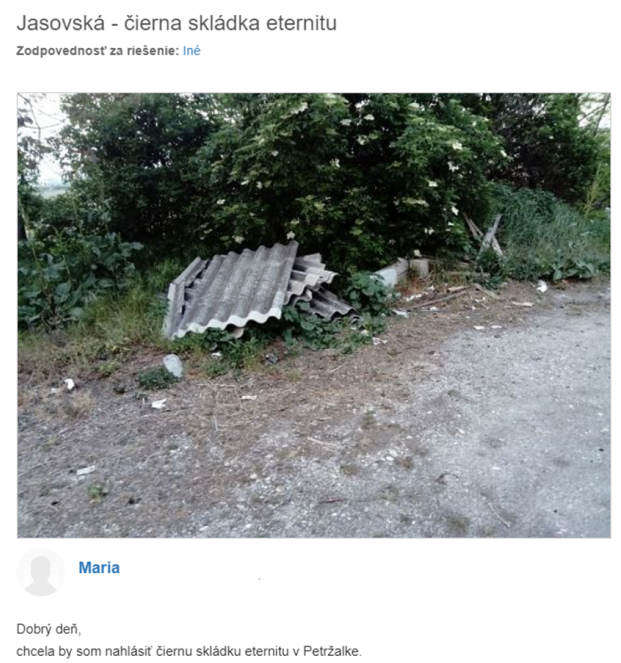 Jasovská - čierna skládka eternitu
Zodpovednosť za riešenie: Iné
Maria
Dobrý deň,
chcela by som nahlásiť čiernu skládku eternitu v Petržalke.